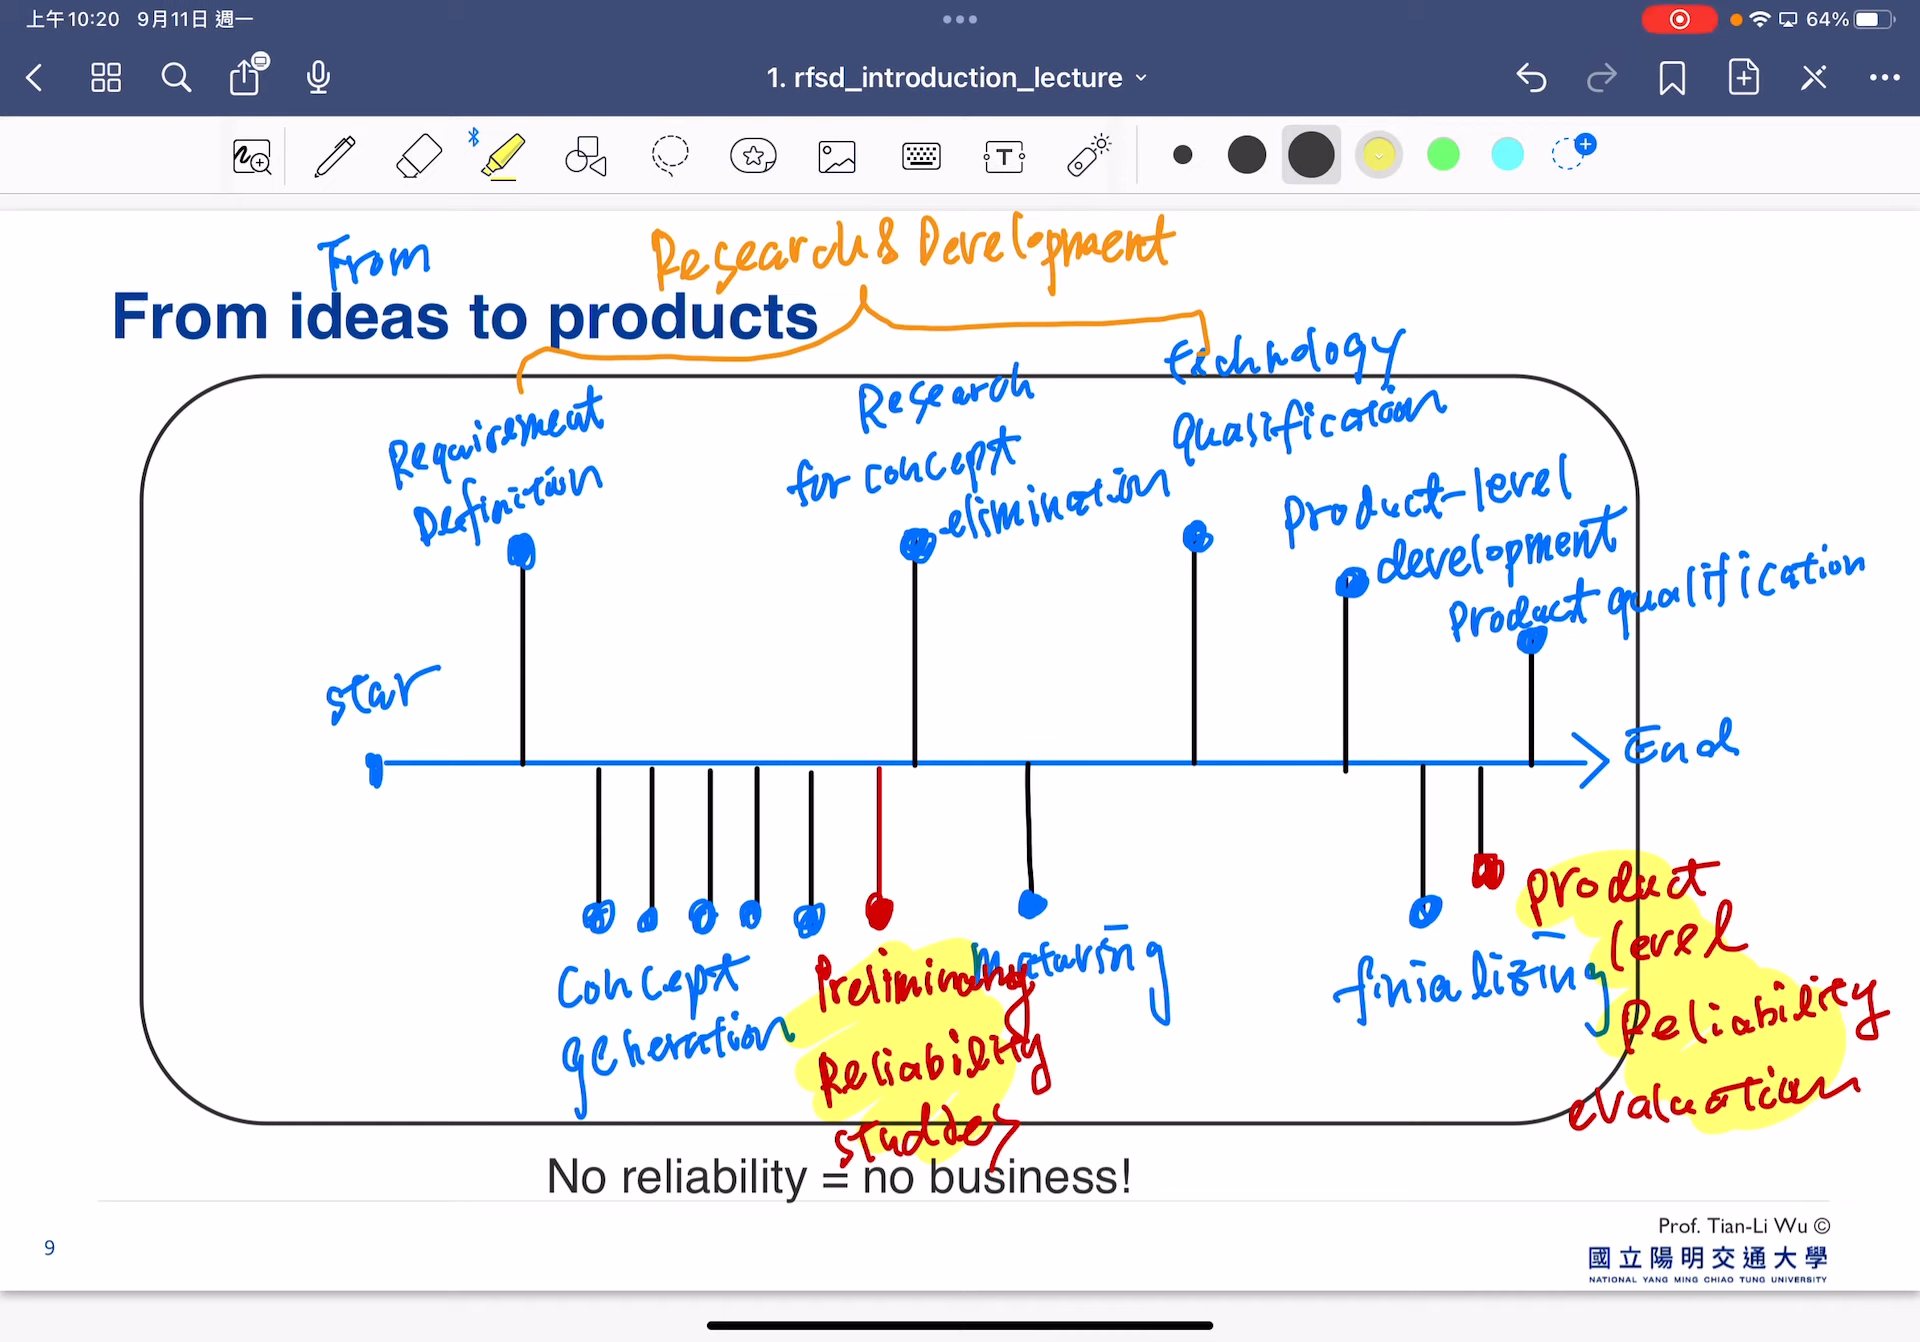 上午10:20 9月11日 週一
64%
1. rfsd_introduction_lecture
T
From
Research & Development
From ideas to products
Requirement
Definition
Research
for concept
elimination
technology
qualification
product-level
development
product qualification
star
End
Concept
generation
Preliminary
Reliability
studies
Maturing
finializing
product
level
Reliability
evaluation
No reliability = no business!
9
Prof. Tian-Li Wu ©
國立陽明交通大學
NATIONAL YANG MING CHIAO TUNG UNIVERSITY